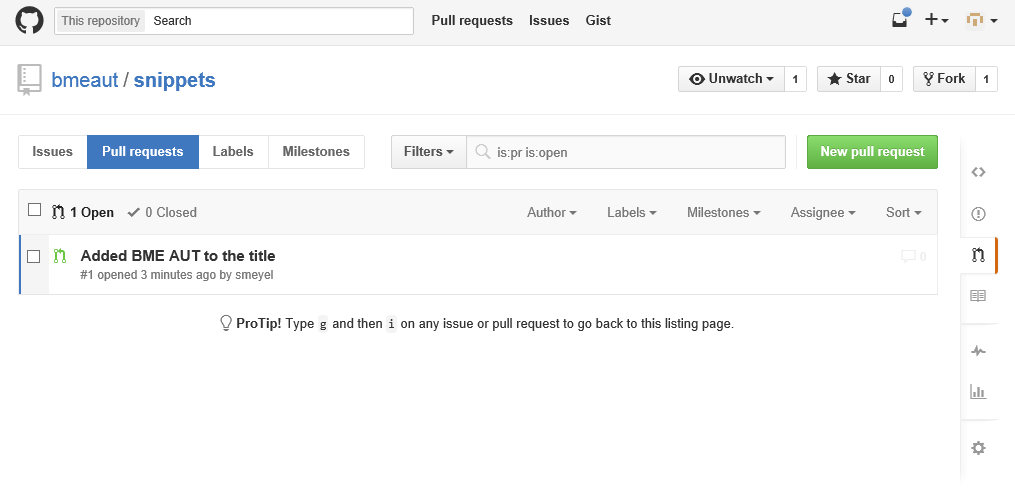 This repository Search Pull requests Issues Gist
bmeaut / snippets Unwatch 1 Star 0 Fork 1
Issues Pull requests Labels Milestones Filters is:pr is:open New pull request
1 Open 0 Closed Author Labels Milestones Assignee Sort
Added BME AUT to the title 0
#1 opened 3 minutes ago by smeyel
ProTip! Type g and then i on any issue or pull request to go back to this listing page.